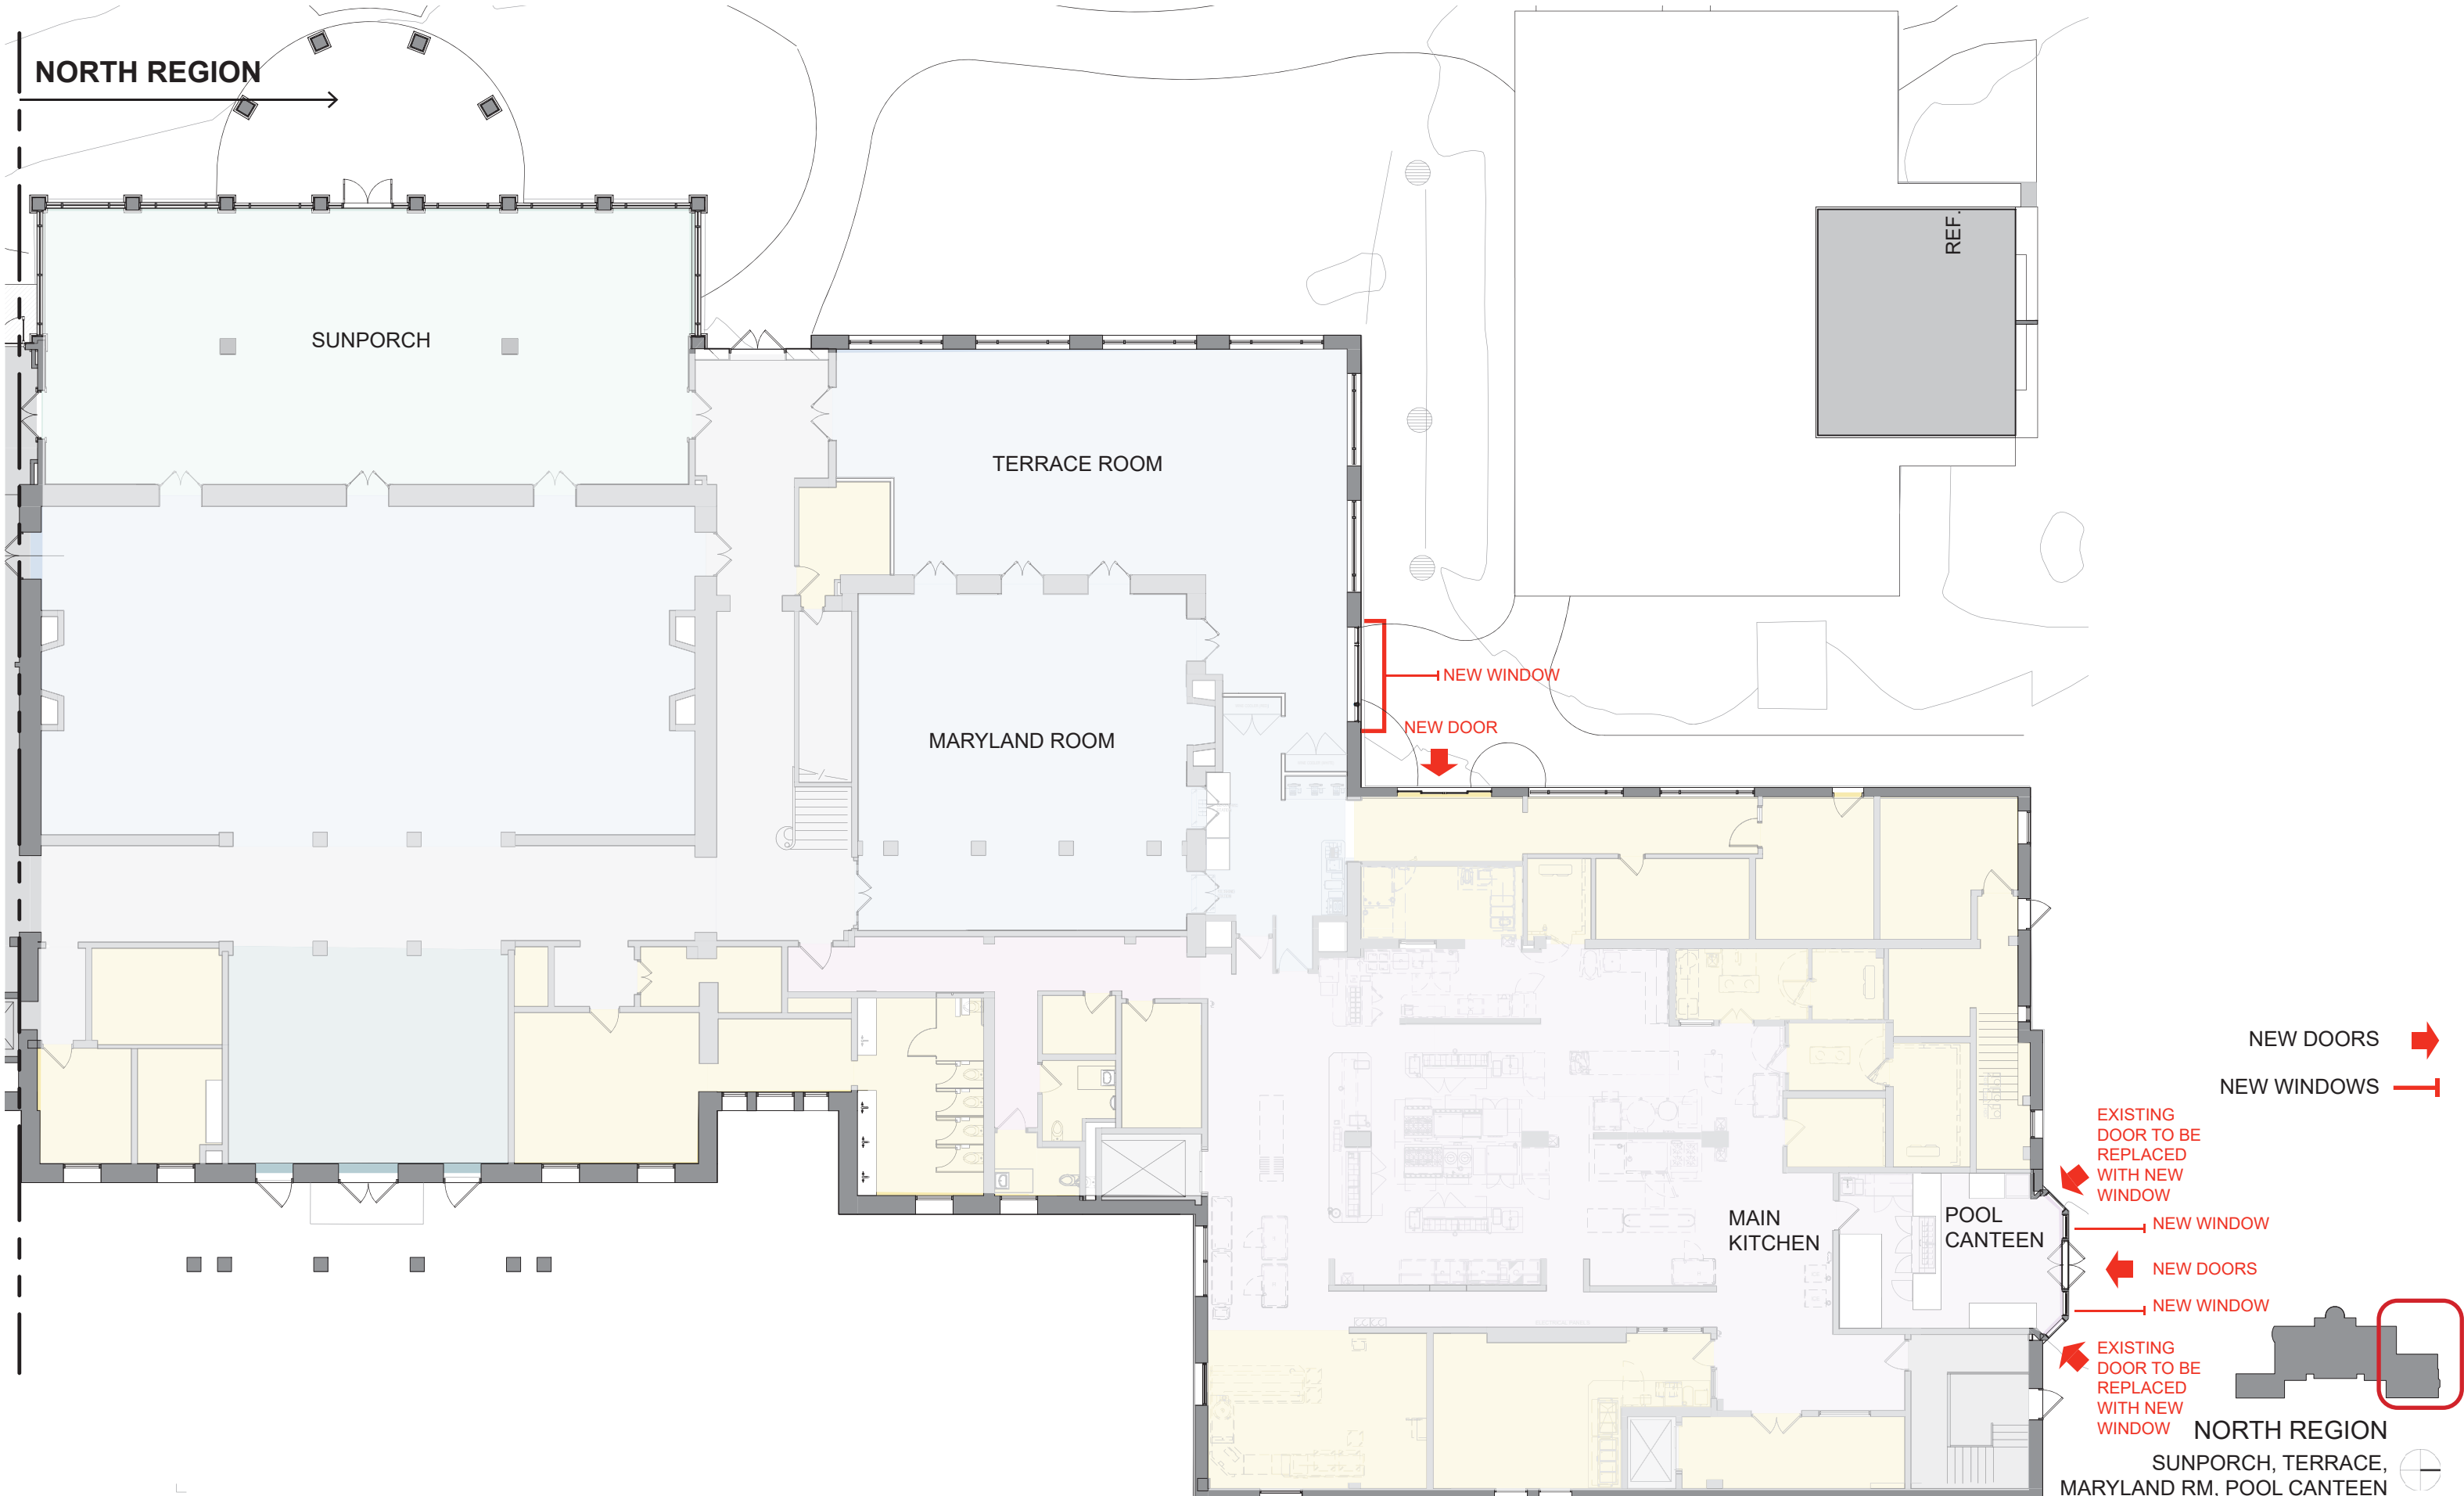 NORTH REGION
REF.
SUNPORCH
TERRACE ROOM
NEW WINDOW
NEW DOOR
MARYLAND ROOM
NEW DOORS
NEW WINDOWS
EXISTING
DOOR TO BE
REPLACED
WITH NEW
WINDOW
MAIN
KITCHEN
POOL
CANTEEN
NEW WINDOW
NEW DOORS
NEW WINDOW
EXISTING
DOOR TO BE
REPLACED
WITH NEW
WINDOW
NORTH REGION
SUNPORCH, TERRACE,
MARYLAND RM, POOL CANTEEN